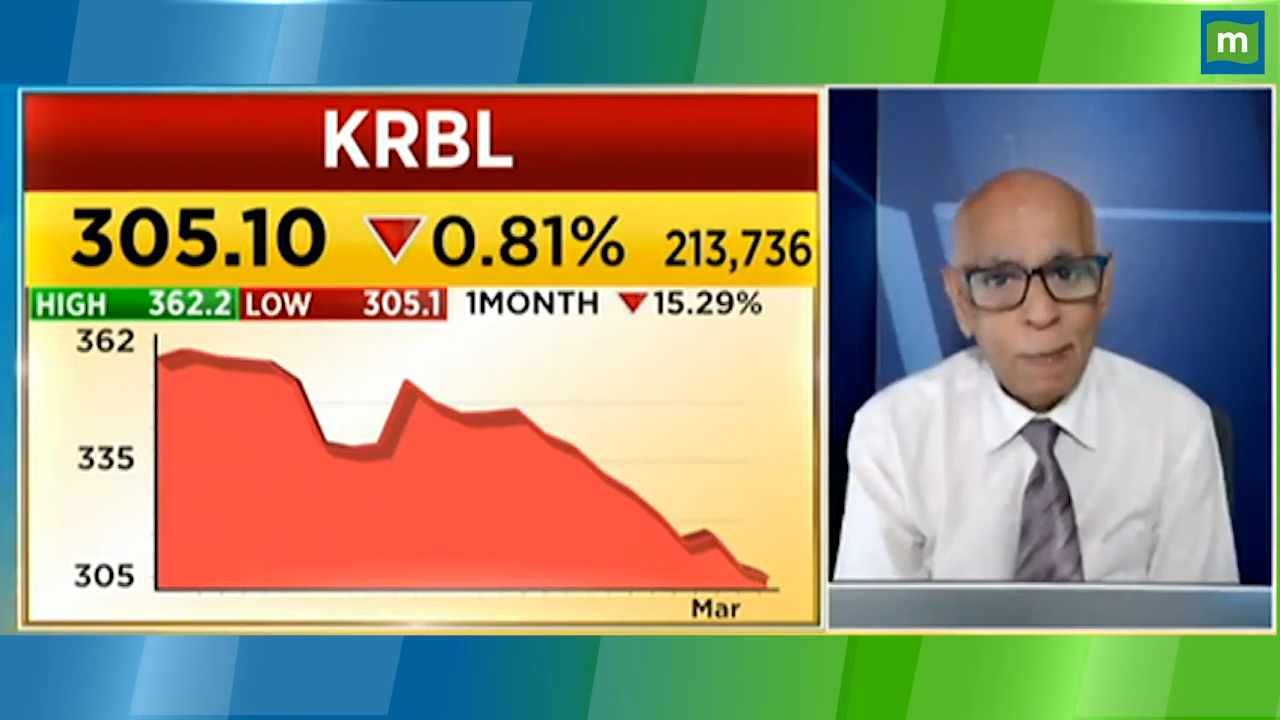 m
KRBL
305.10 ▼ 0.81% 213,736
HIGH 362.2 LOW 305.1 1MONTH ▼ 15.29%
362
335
305
Mar